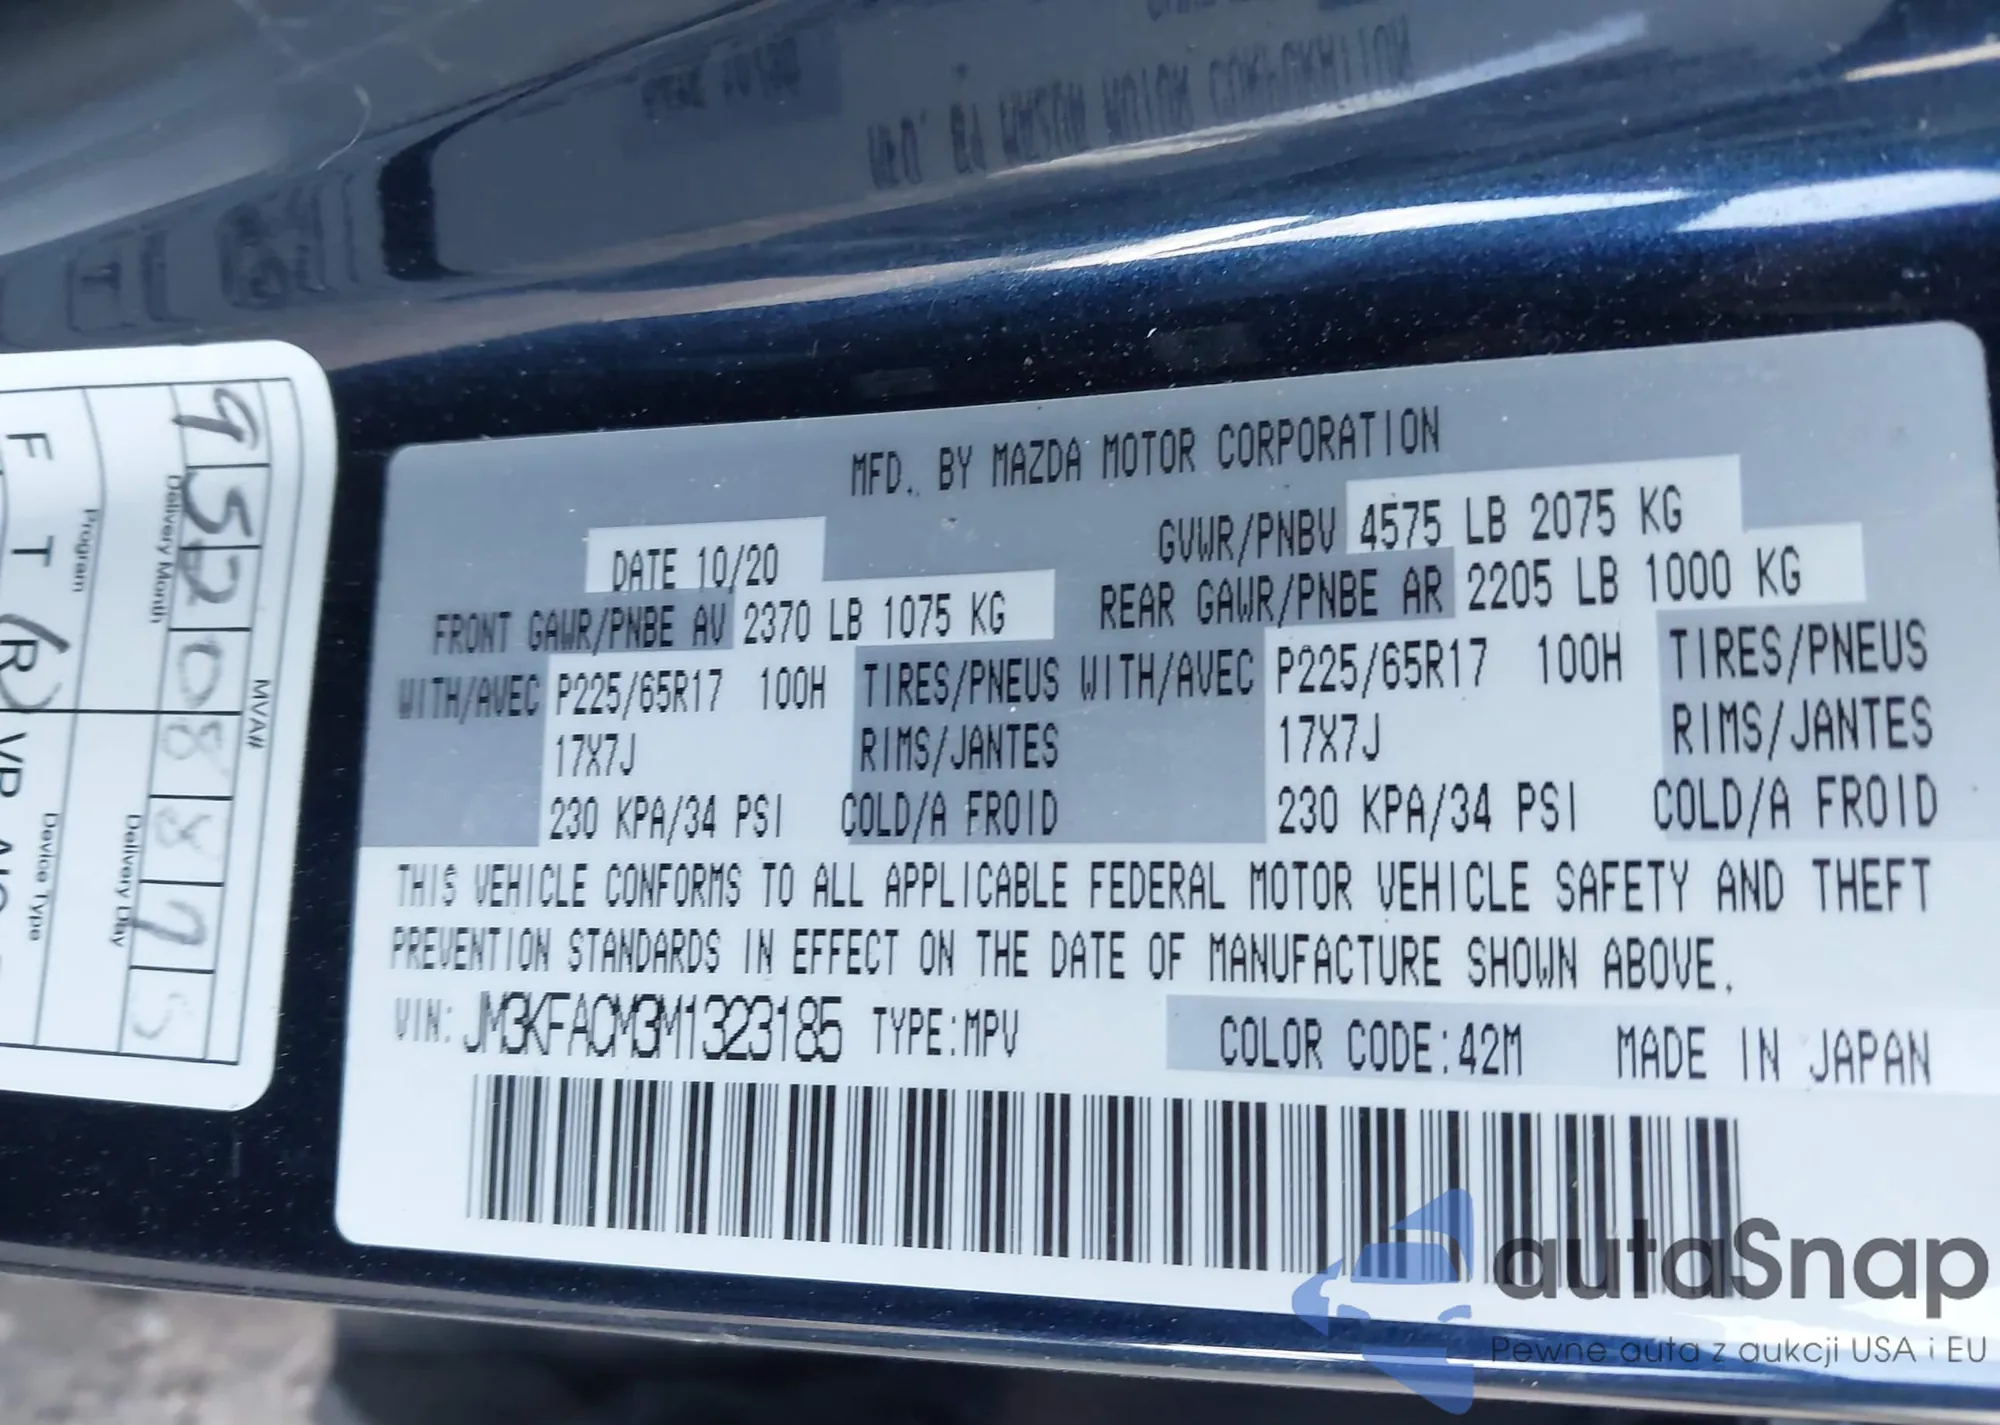 MFD. BY MAZDA MOTOR CORPORATION
DATE 10/20 GVWR/PNBV 4575 LB 2075 KG
FRONT GAWR/PNBE AV 2370 LB 1075 KG REAR GAWR/PNBE AR 2205 LB 1000 KG
WITH/AVEC P225/65R17 100H TIRES/PNEUS WITH/AVEC P225/65R17 100H TIRES/PNEUS
17X7J RIMS/JANTES 17X7J RIMS/JANTES
230 KPA/34 PSI COLD/A FROID 230 KPA/34 PSI COLD/A FROID
THIS VEHICLE CONFORMS TO ALL APPLICABLE FEDERAL MOTOR VEHICLE SAFETY AND THEFT
PREVENTION STANDARDS IN EFFECT ON THE DATE OF MANUFACTURE SHOWN ABOVE.
VIN: JM3KFACM3M1323185 TYPE:MPV COLOR CODE:42M MADE IN JAPAN
MVA#
Delivery Month
Delivery Day
Program
Device Type
F T R
autaSnap
Pewne auta z aukcji USA i EU